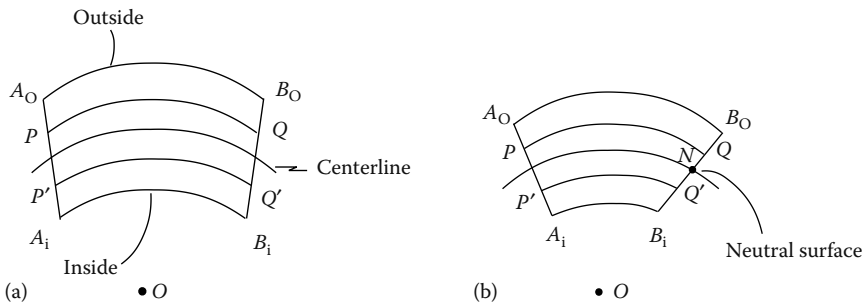 Outside
A_O
B_O
P
Q
Centerline
P'
Q'
A_i
B_i
Inside
(a)
O
A_O
B_O
P
Q
N
P'
Q'
A_i
B_i
Neutral surface
(b)
O